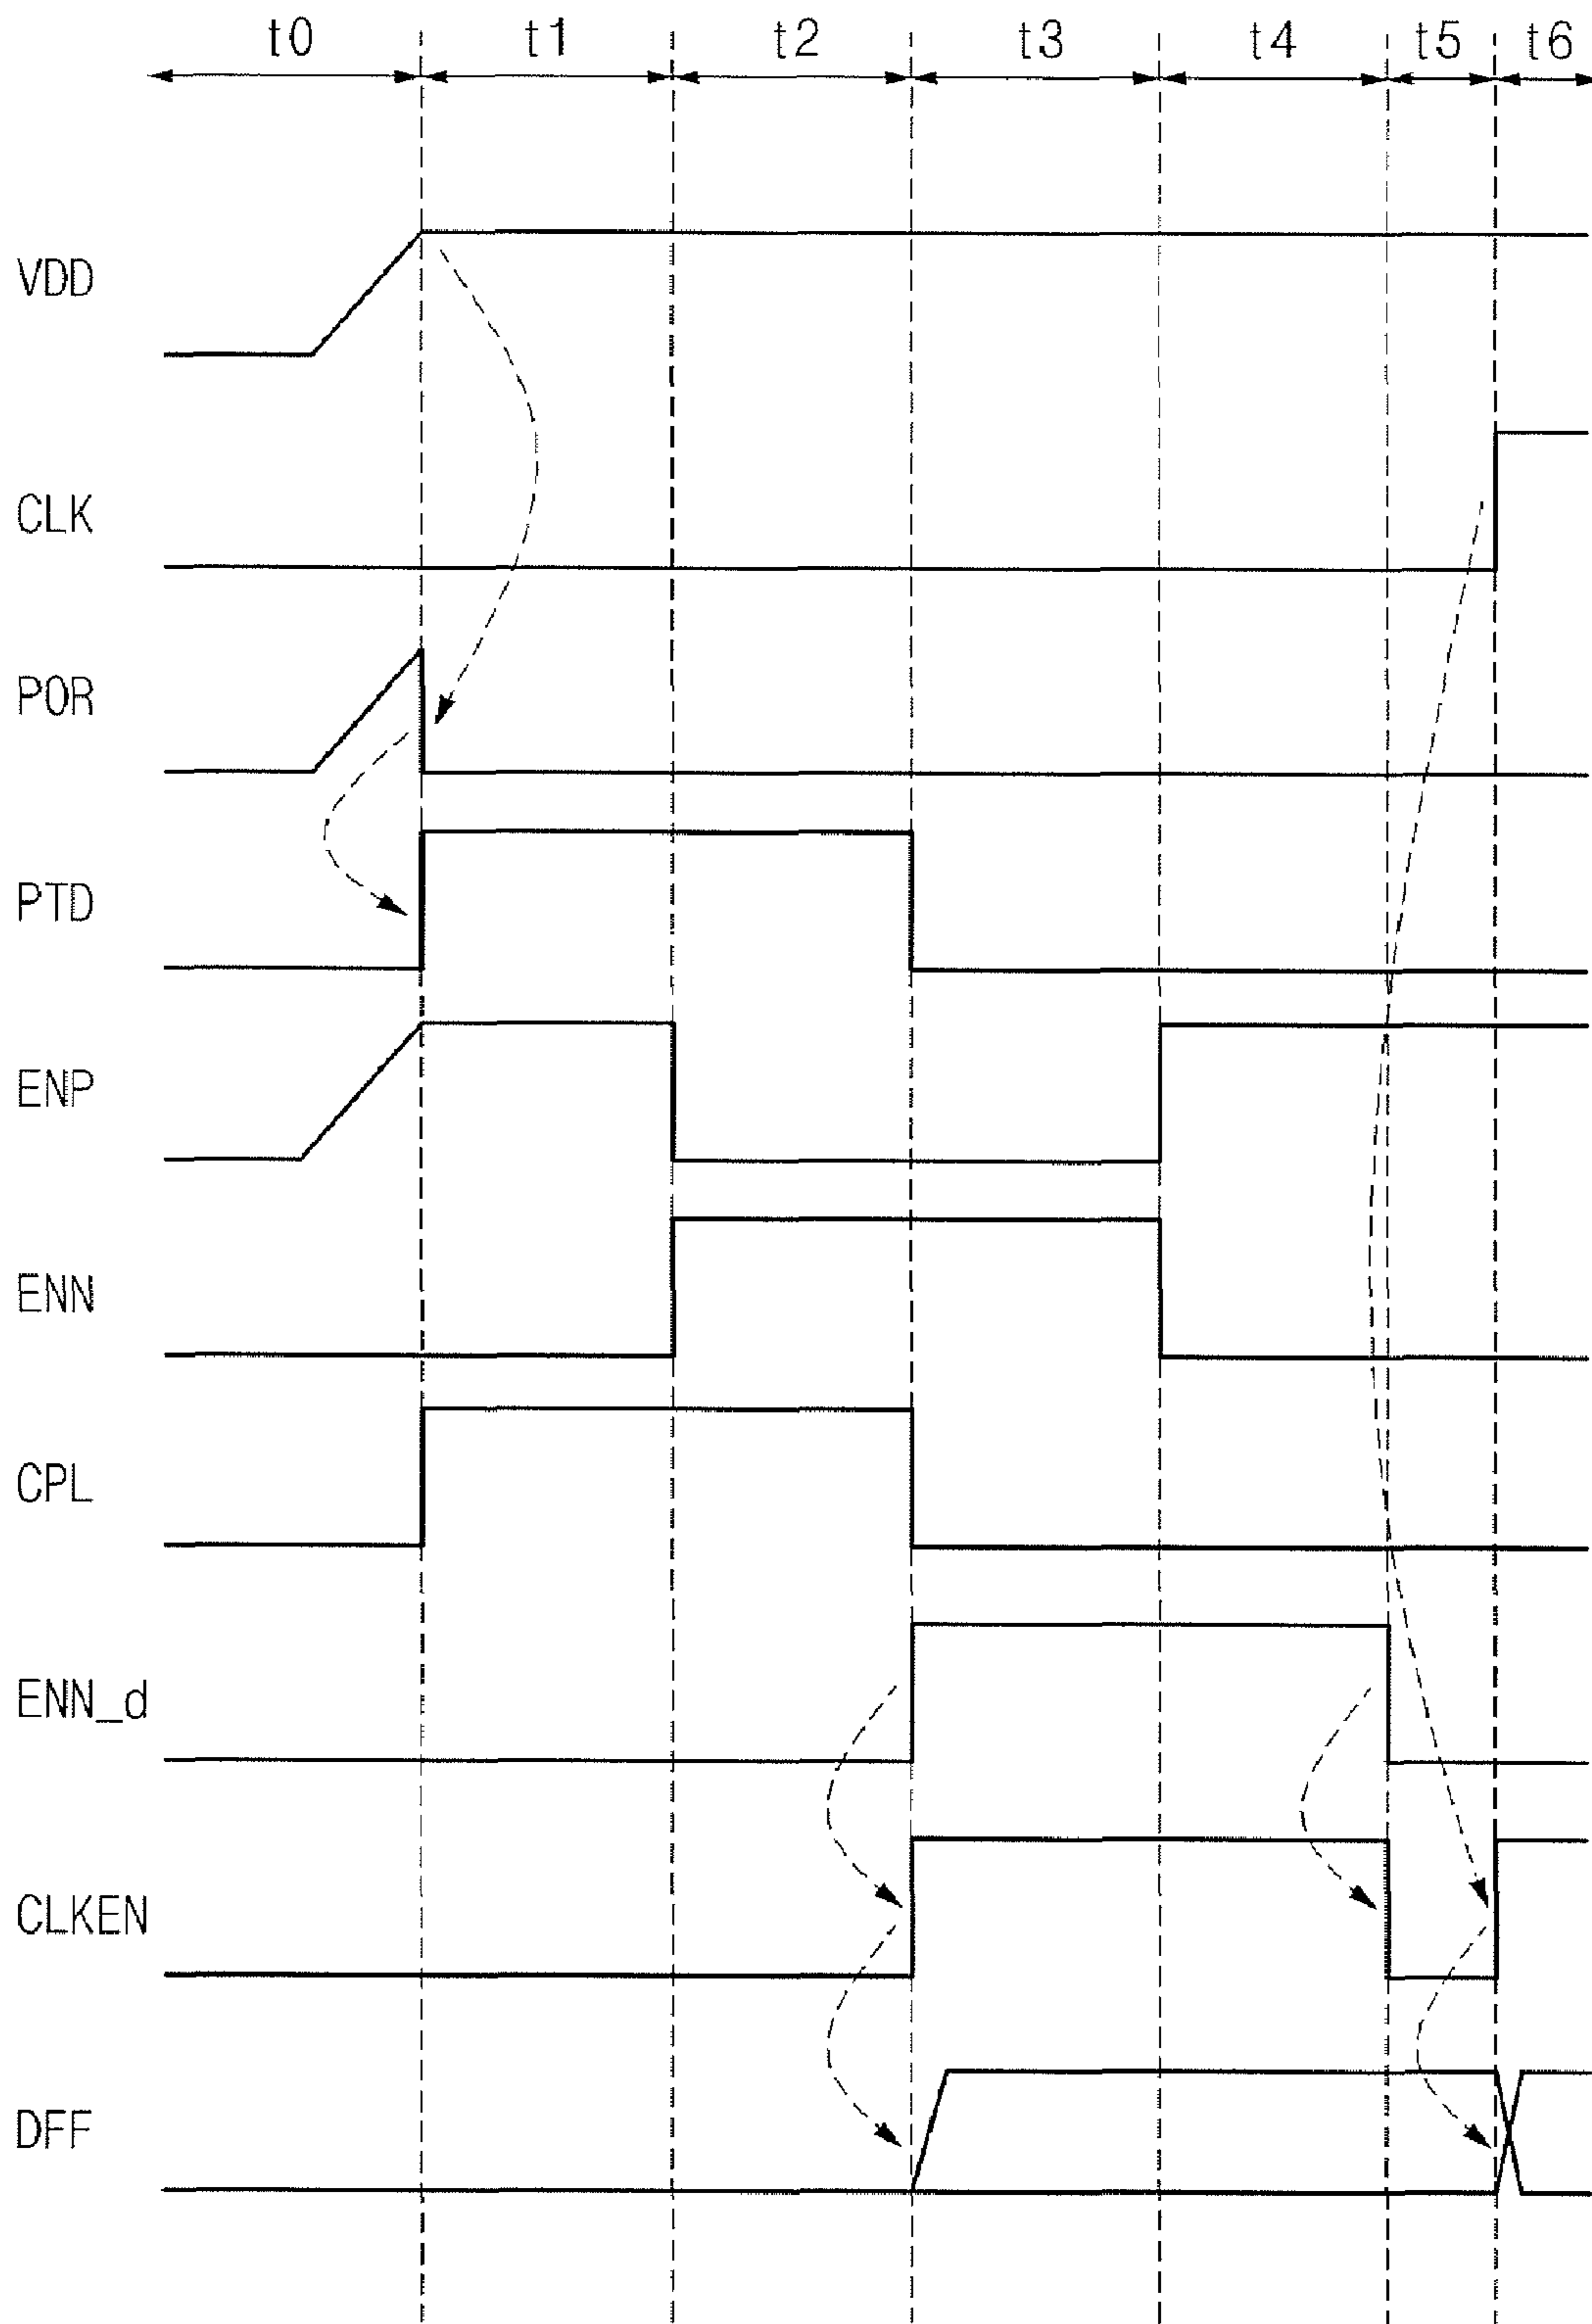 t0 t1 t2 t3 t4 t5 t6
VDD
CLK
POR
PTD
ENP
ENN
CPL
ENN_d
CLKEN
DFF